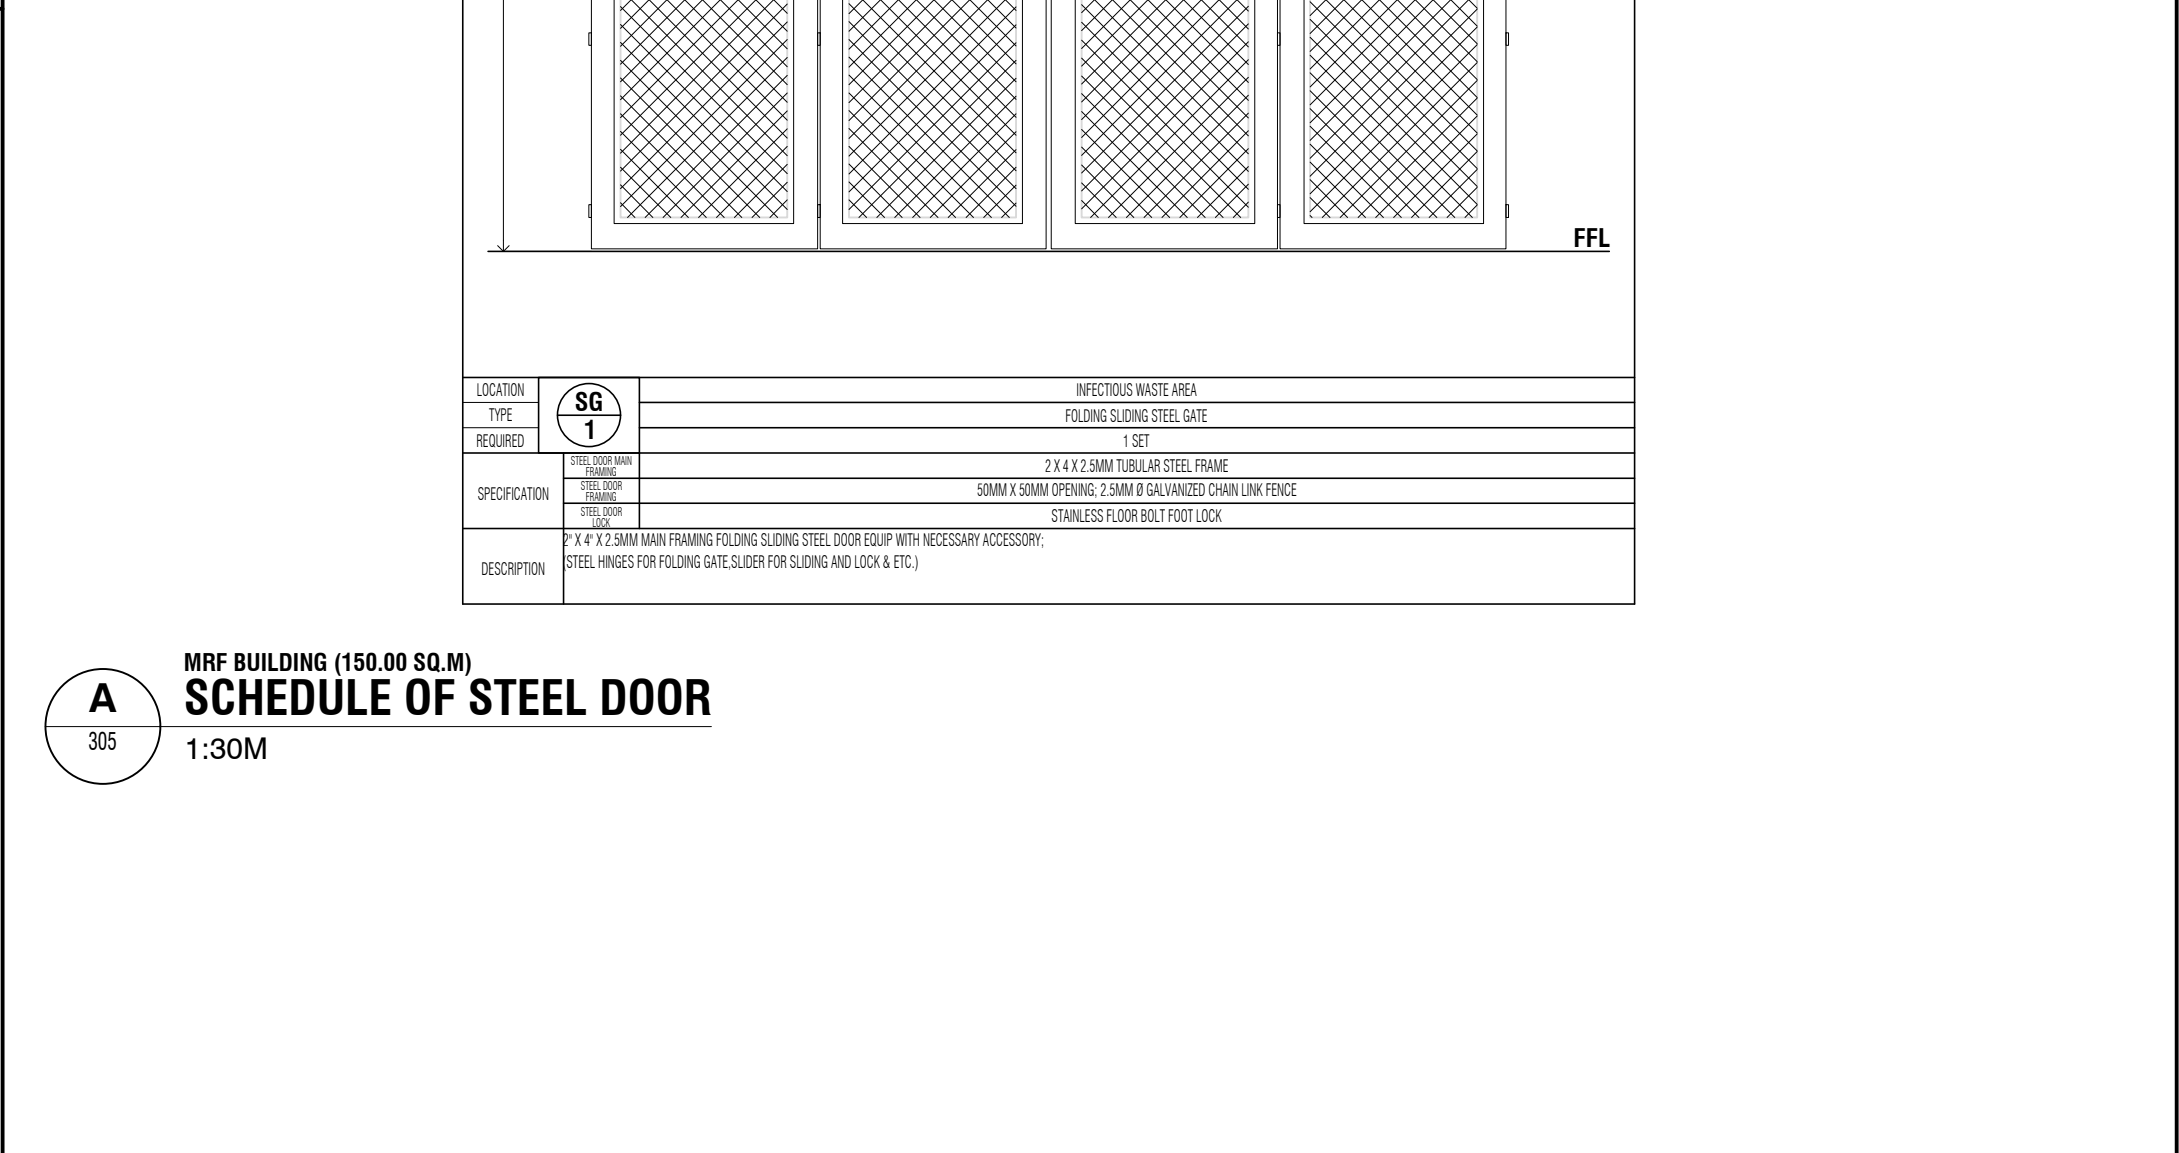 FFL
LOCATION
SG
1
INFECTIOUS WASTE AREA
TYPE
FOLDING SLIDING STEEL GATE
REQUIRED
1 SET
SPECIFICATION
STEEL DOOR MAIN
FRAMING
2 X 4 X 2.5MM TUBULAR STEEL FRAME
STEEL DOOR
FRAMING
50MM X 50MM OPENING; 2.5MM Ø GALVANIZED CHAIN LINK FENCE
STEEL DOOR
LOCK
STAINLESS FLOOR BOLT FOOT LOCK
DESCRIPTION
2" X 4" X 2.5MM MAIN FRAMING FOLDING SLIDING STEEL DOOR EQUIP WITH NECESSARY ACCESSORY;
(STEEL HINGES FOR FOLDING GATE,SLIDER FOR SLIDING AND LOCK & ETC.)
MRF BUILDING (150.00 SQ.M)
A
SCHEDULE OF STEEL DOOR
305
1:30M